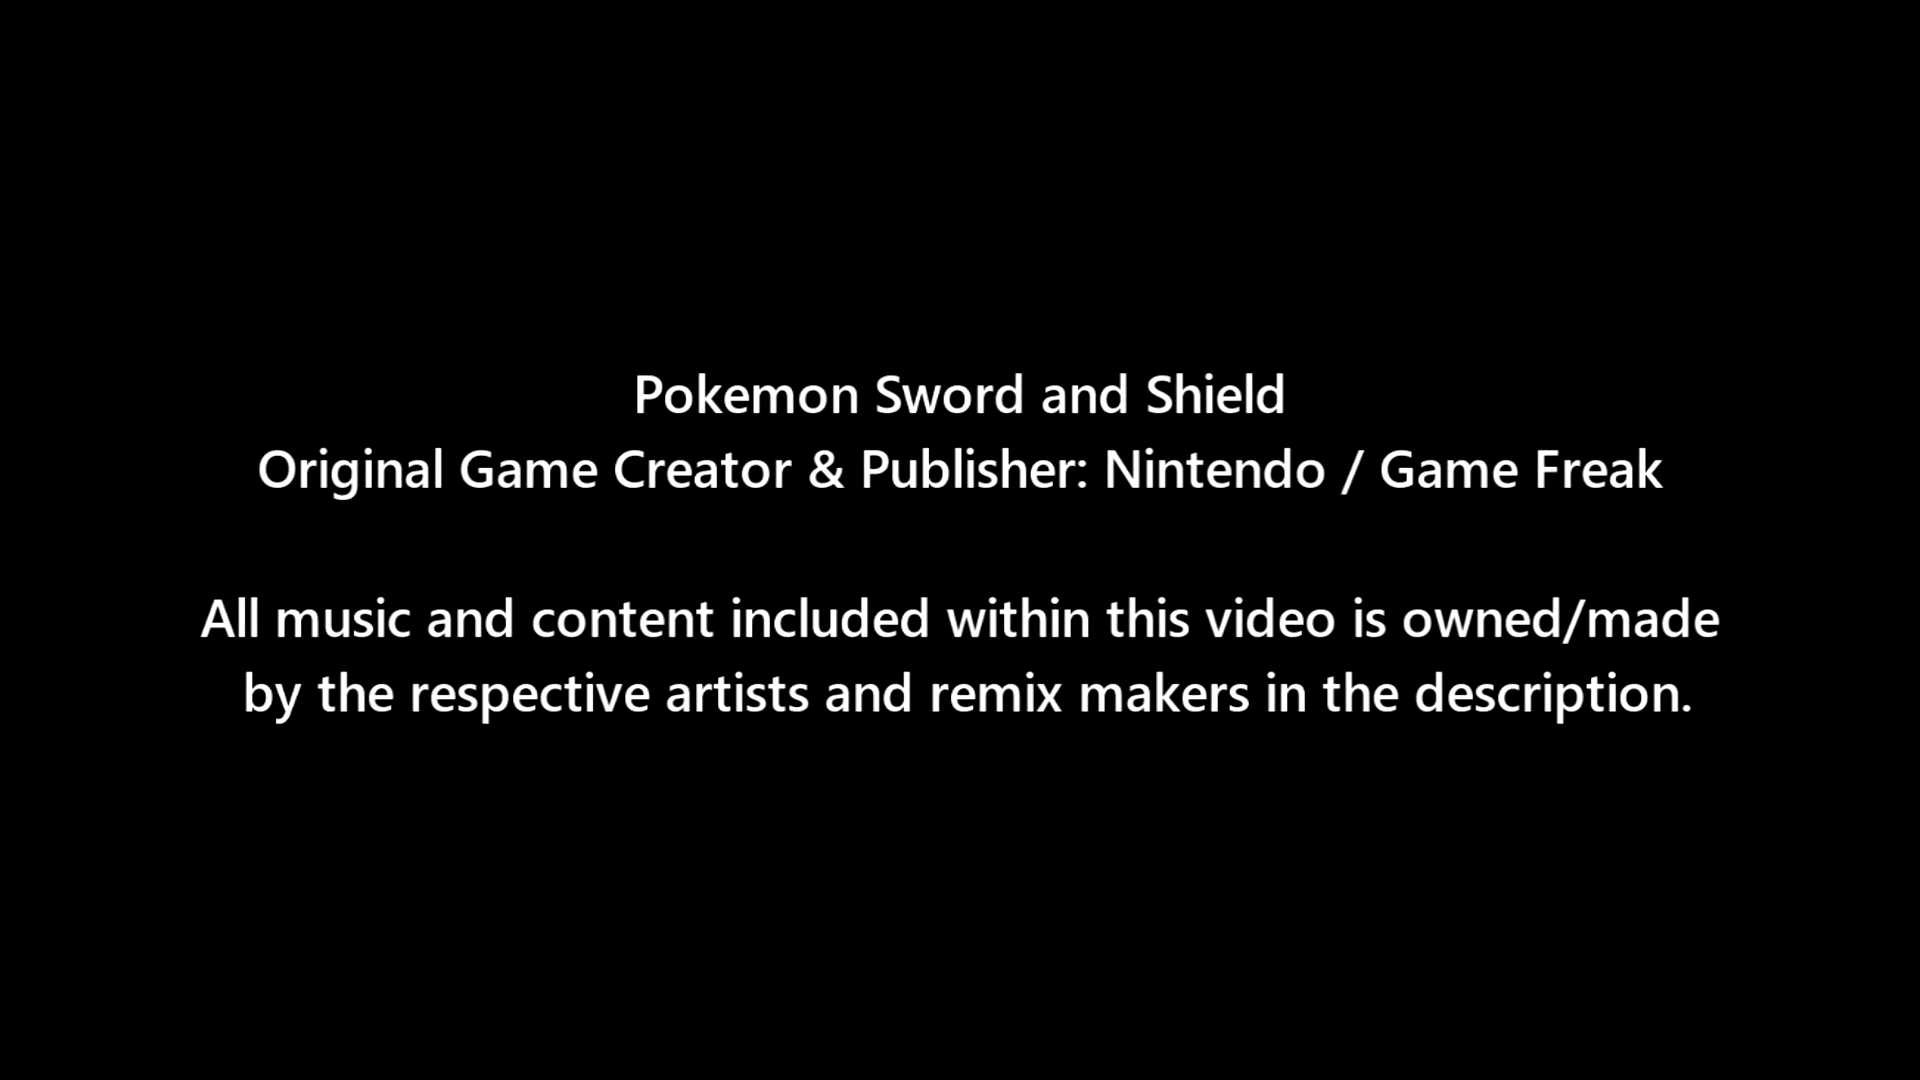 Pokemon Sword and Shield
Original Game Creator & Publisher: Nintendo / Game Freak
All music and content included within this video is owned/made
by the respective artists and remix makers in the description.